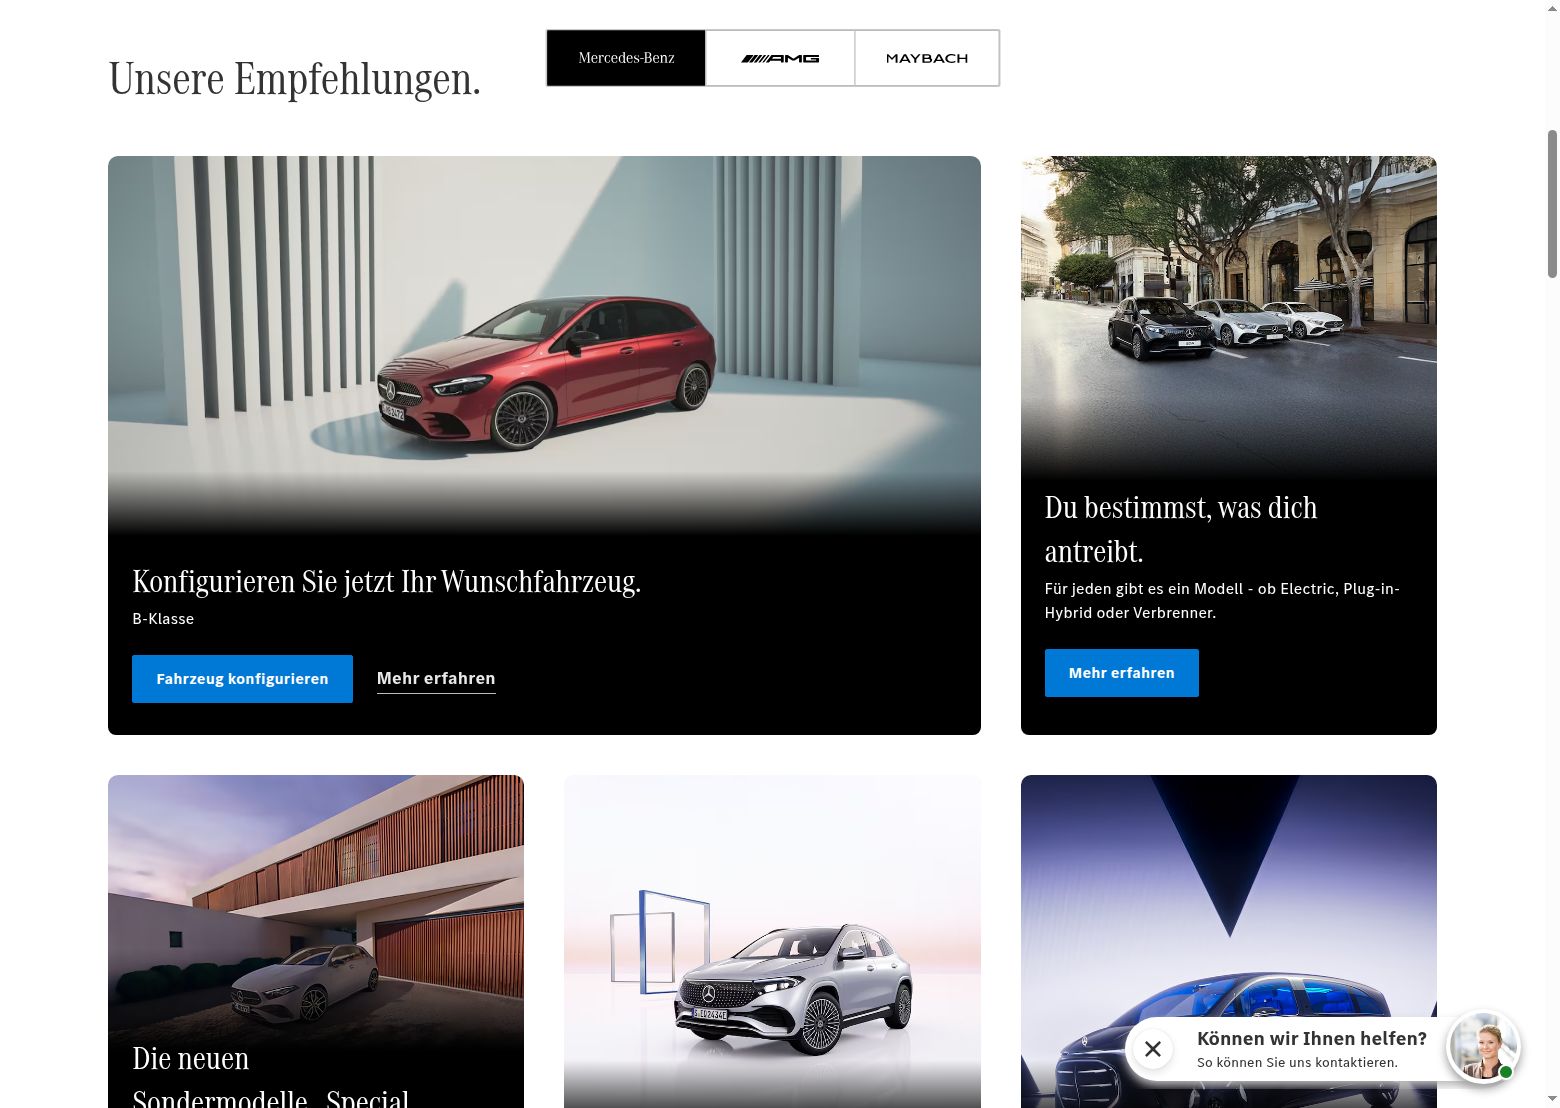 Unsere Empfehlungen.
Mercedes-Benz
AMG
MAYBACH
Konfigurieren Sie jetzt Ihr Wunschfahrzeug.
B-Klasse
Fahrzeug konfigurieren
Mehr erfahren
Du bestimmst, was dich
antreibt.
Für jeden gibt es ein Modell - ob Electric, Plug-in-
Hybrid oder Verbrenner.
Mehr erfahren
Die neuen
Sondermodelle „Special
Können wir Ihnen helfen?
So können Sie uns kontaktieren.